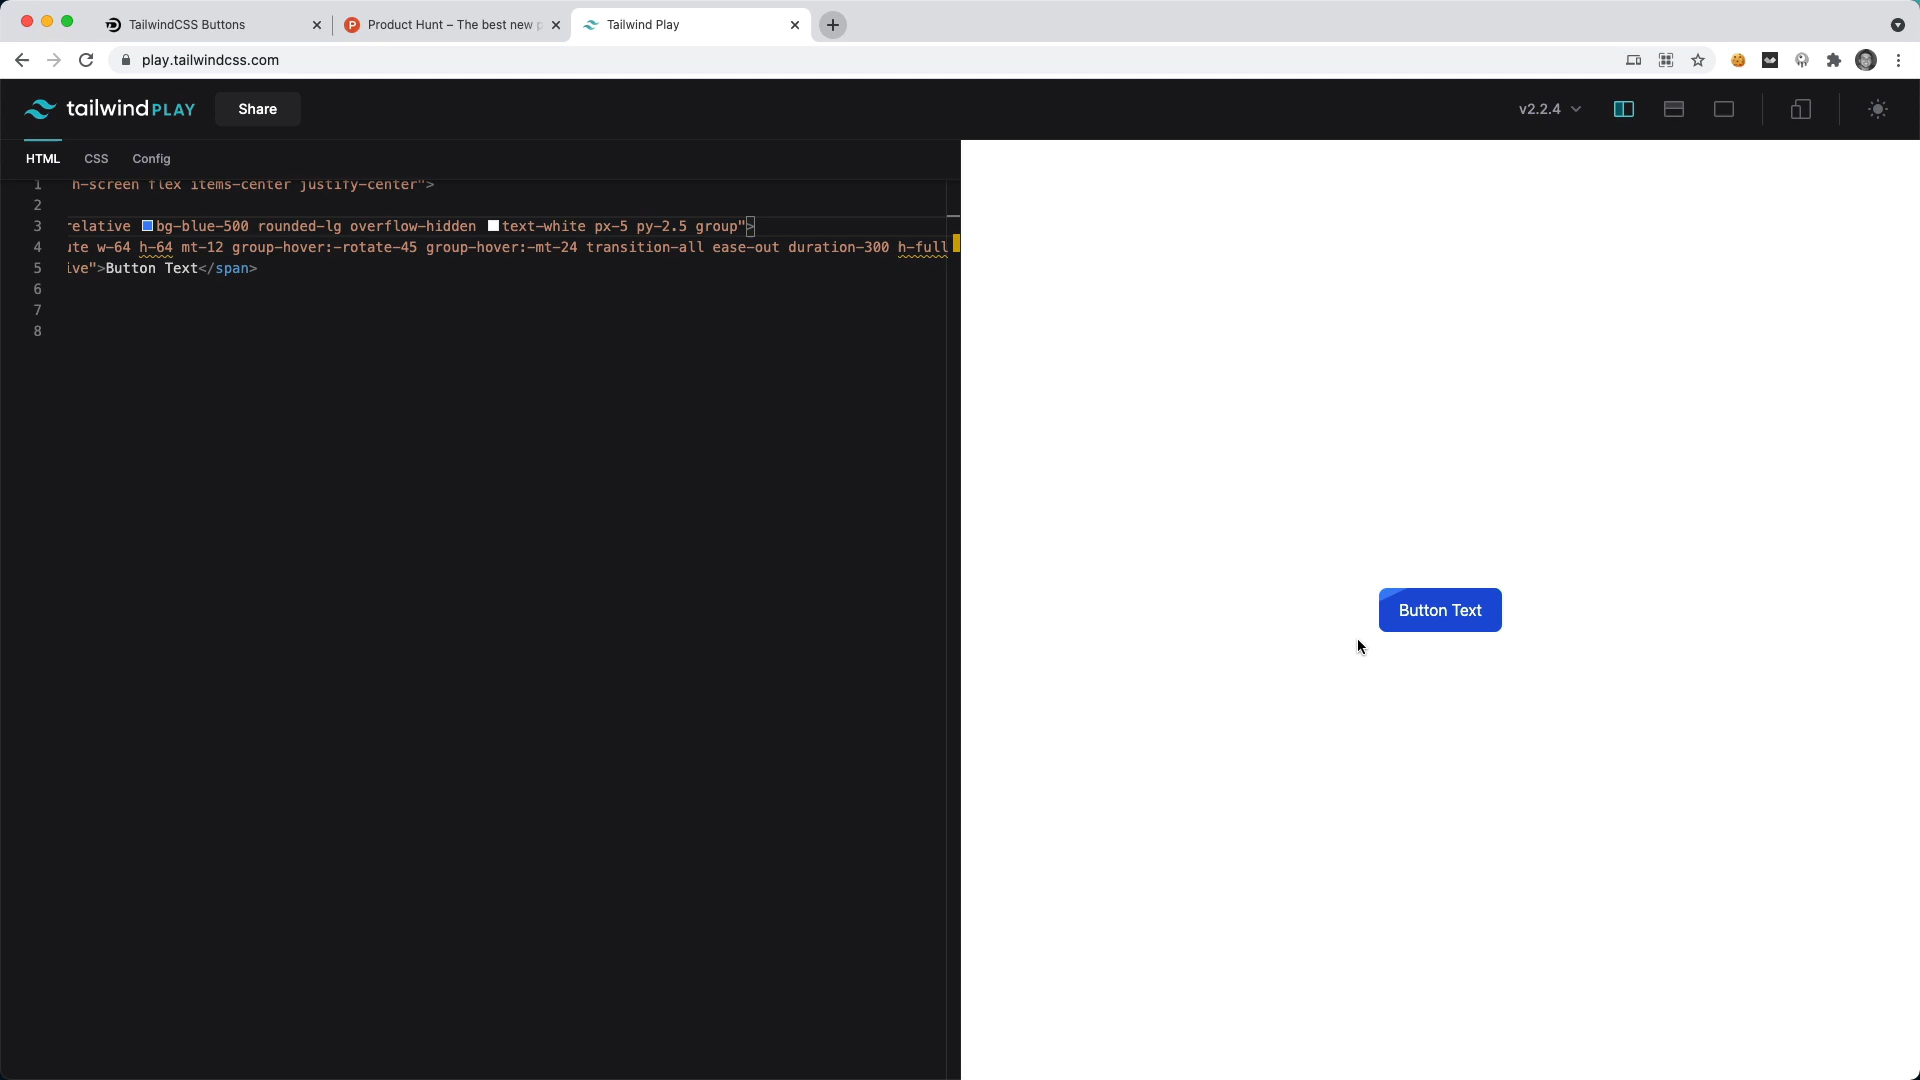 TailwindCSS Buttons
Product Hunt – The best new p
Tailwind Play
play.tailwindcss.com
tailwind PLAY
Share
v2.2.4
HTML CSS Config
1 h-screen flex items-center justify-center">
2
3 relative bg-blue-500 rounded-lg overflow-hidden text-white px-5 py-2.5 group">
4 ute w-64 h-64 mt-12 group-hover:-rotate-45 group-hover:-mt-24 transition-all ease-out duration-300 h-full
5 ive">Button Text</span>
6
7
8
Button Text